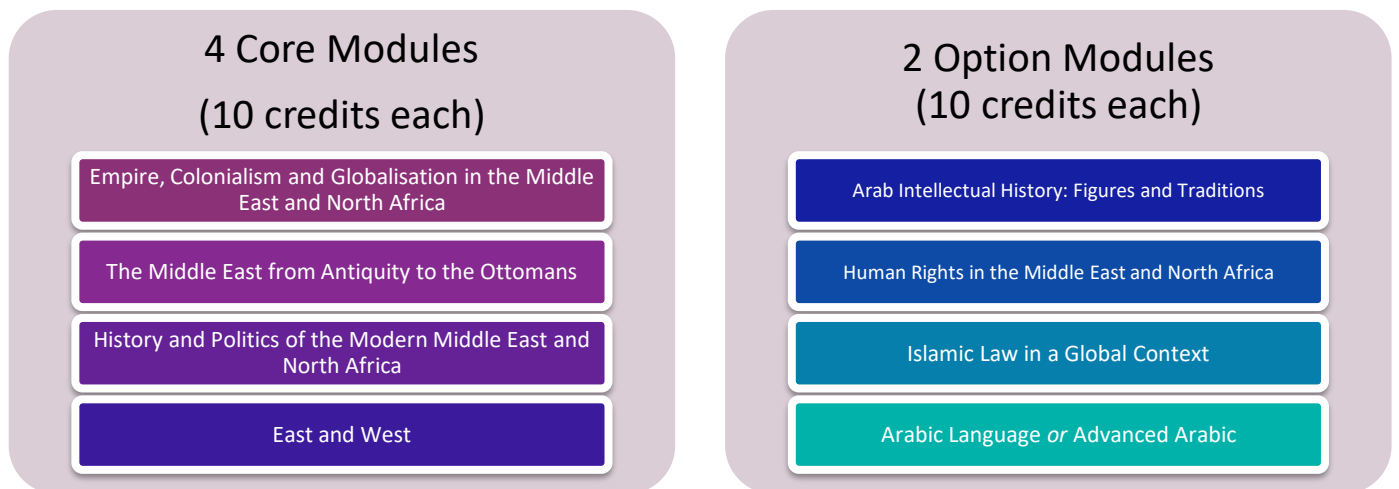 4 Core Modules
(10 credits each)
Empire, Colonialism and Globalisation in the Middle
East and North Africa
The Middle East from Antiquity to the Ottomans
History and Politics of the Modern Middle East and
North Africa
East and West
2 Option Modules
(10 credits each)
Arab Intellectual History: Figures and Traditions
Human Rights in the Middle East and North Africa
Islamic Law in a Global Context
Arabic Language or Advanced Arabic